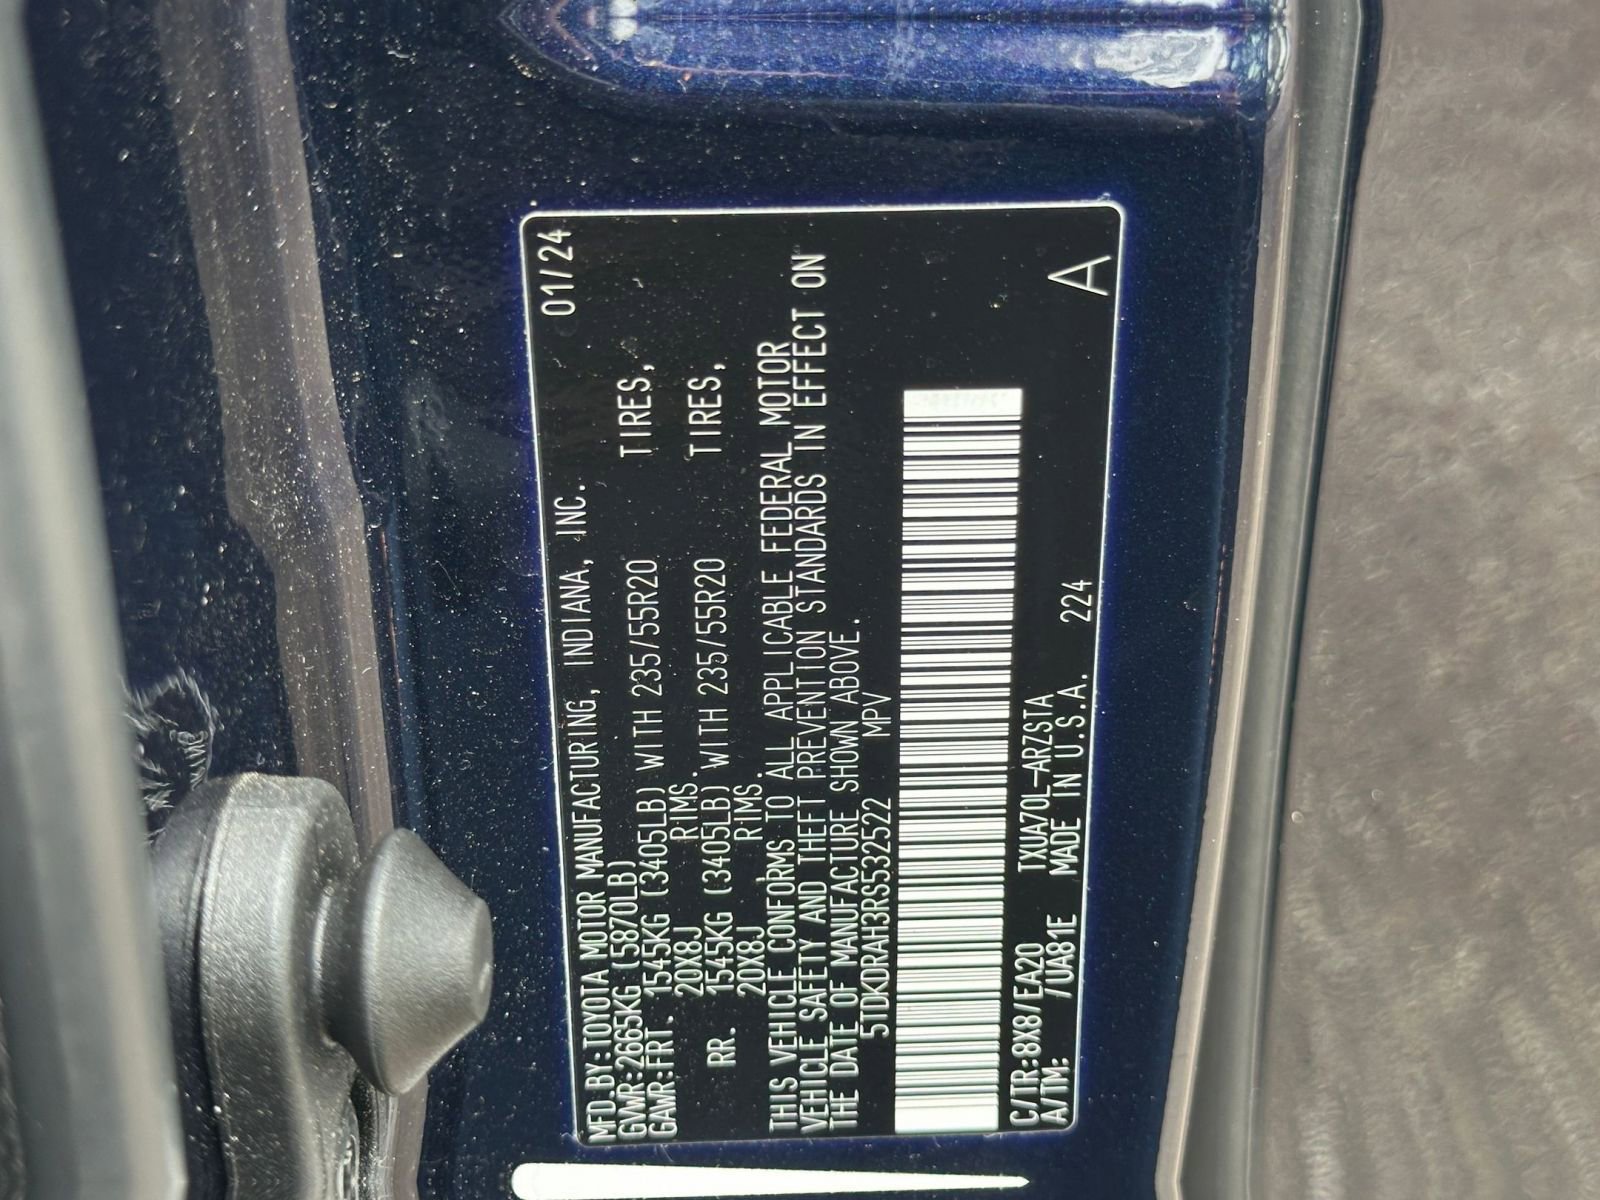 MFD.BY:TOYOTA MOTOR MANUFACTURING, INDIANA, INC. 01/24
GVWR:2665KG (5870LB)
GAWR:FRT. 1545KG (3405LB) WITH 235/55R20 TIRES,
20X8J RIMS.
RR. 1545KG (3405LB) WITH 235/55R20 TIRES,
20X8J RIMS.
THIS VEHICLE CONFORMS TO ALL APPLICABLE FEDERAL MOTOR
VEHICLE SAFETY AND THEFT PREVENTION STANDARDS IN EFFECT ON
THE DATE OF MANUFACTURE SHOWN ABOVE.
5TDKDRAH3RS532522 MPV
C/TR:8X8/EA20 TXUA70L-ARZSTA
A/TM: /UA81E MADE IN U.S.A. 224 A